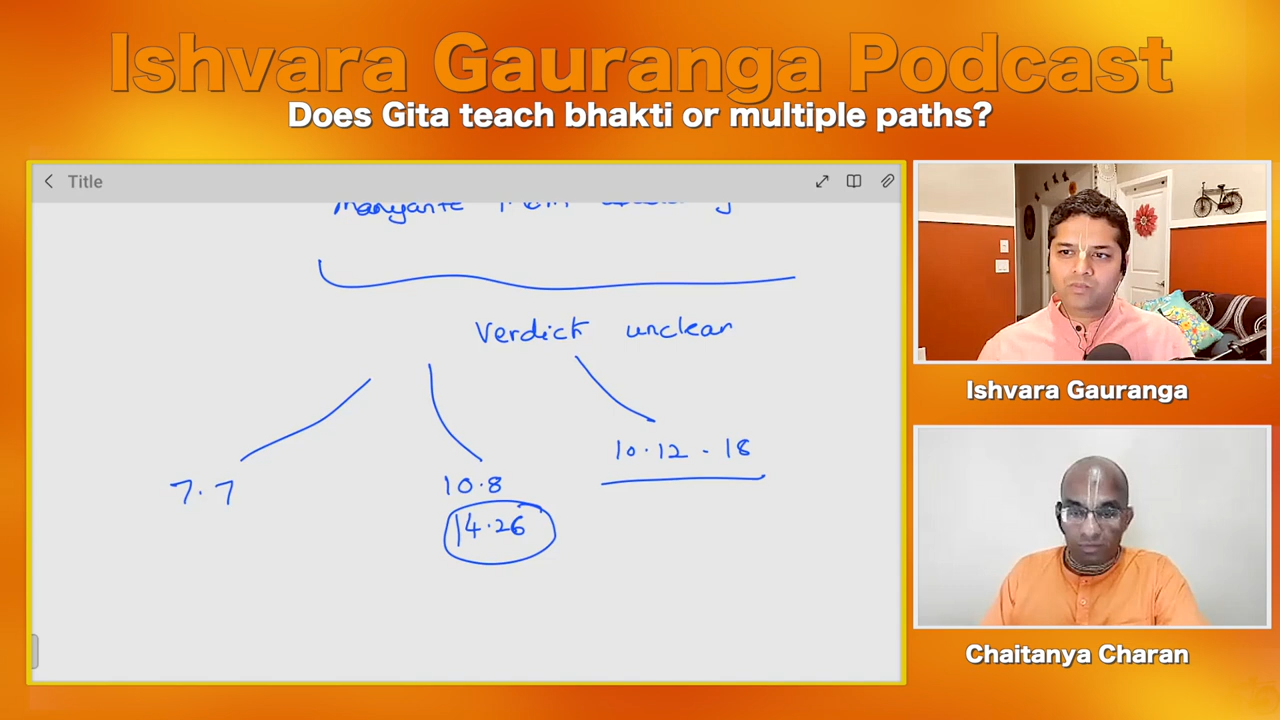 Ishvara Gauranga Podcast
Does Gita teach bhakti or multiple paths?
Title
Verdict unclear
7.7
10.8
14.26
10.12 - 18
Ishvara Gauranga
Chaitanya Charan